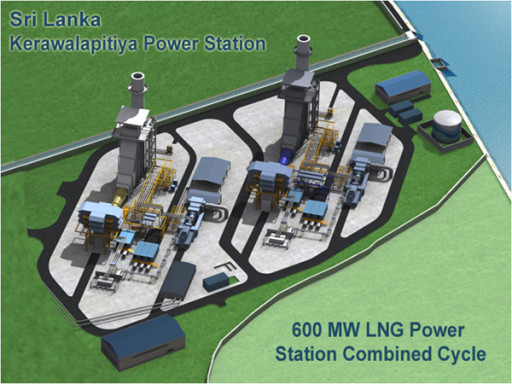 Sri Lanka
Kerawalapitiya Power Station
600 MW LNG Power
Station Combined Cycle